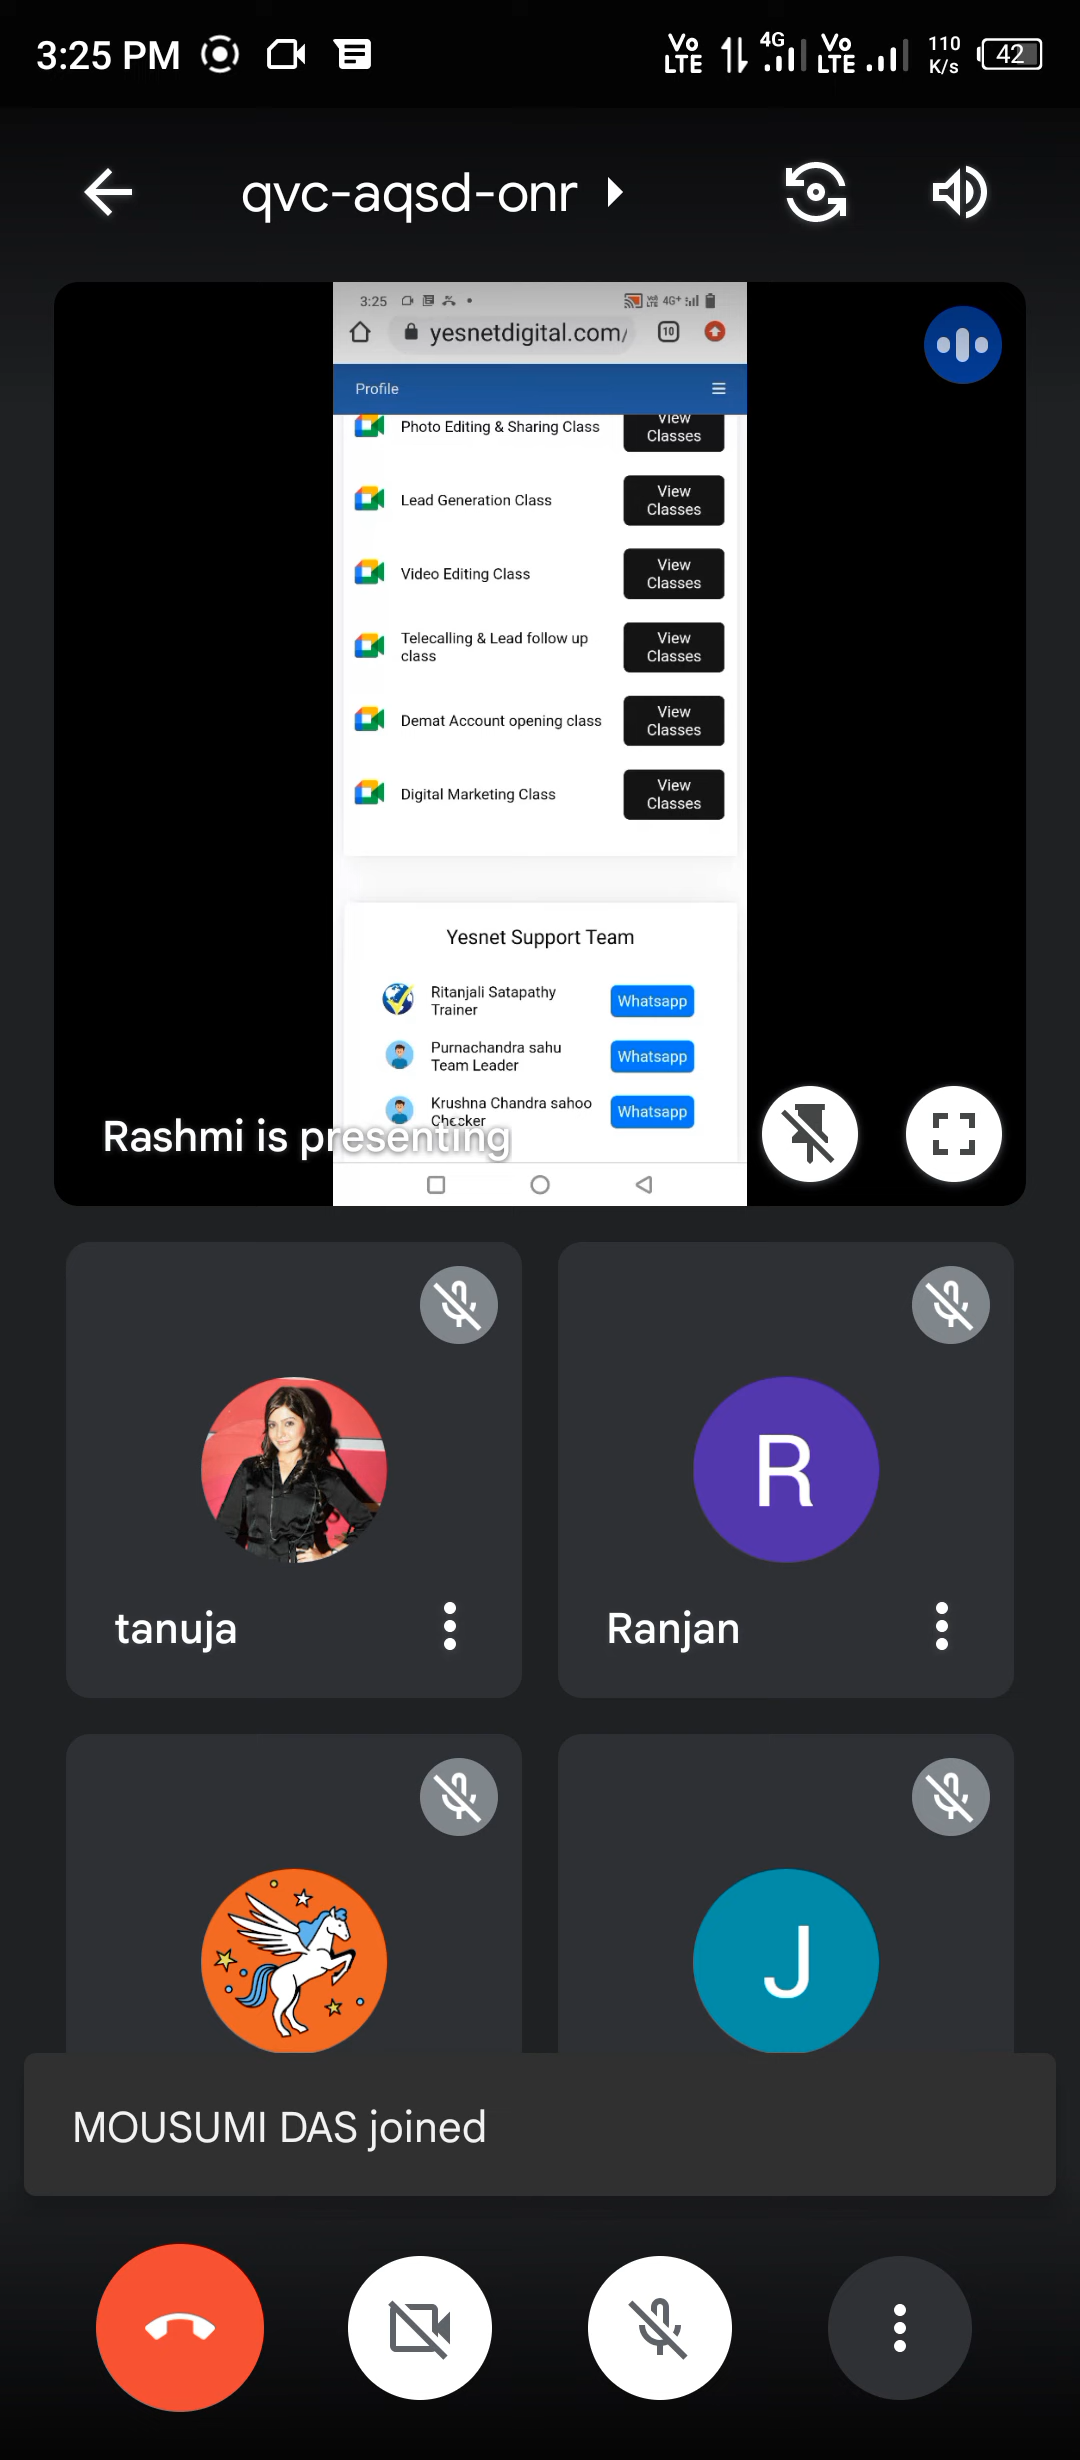 3:25 PM
Vo
LTE
4G
Vo
LTE
110
K/s
42
qvc-aqsd-onr
3:25
4G+
yesnetdigital.com/
10
Profile
Photo Editing & Sharing Class
View
Classes
Lead Generation Class
View
Classes
Video Editing Class
View
Classes
Telecalling & Lead follow up
class
View
Classes
Demat Account opening class
View
Classes
Digital Marketing Class
View
Classes
Yesnet Support Team
Ritanjali Satapathy
Trainer
Whatsapp
Purnachandra sahu
Team Leader
Whatsapp
Krushna Chandra sahoo
Checker
Whatsapp
Rashmi is presenting
tanuja
R
Ranjan
J
MOUSUMI DAS joined